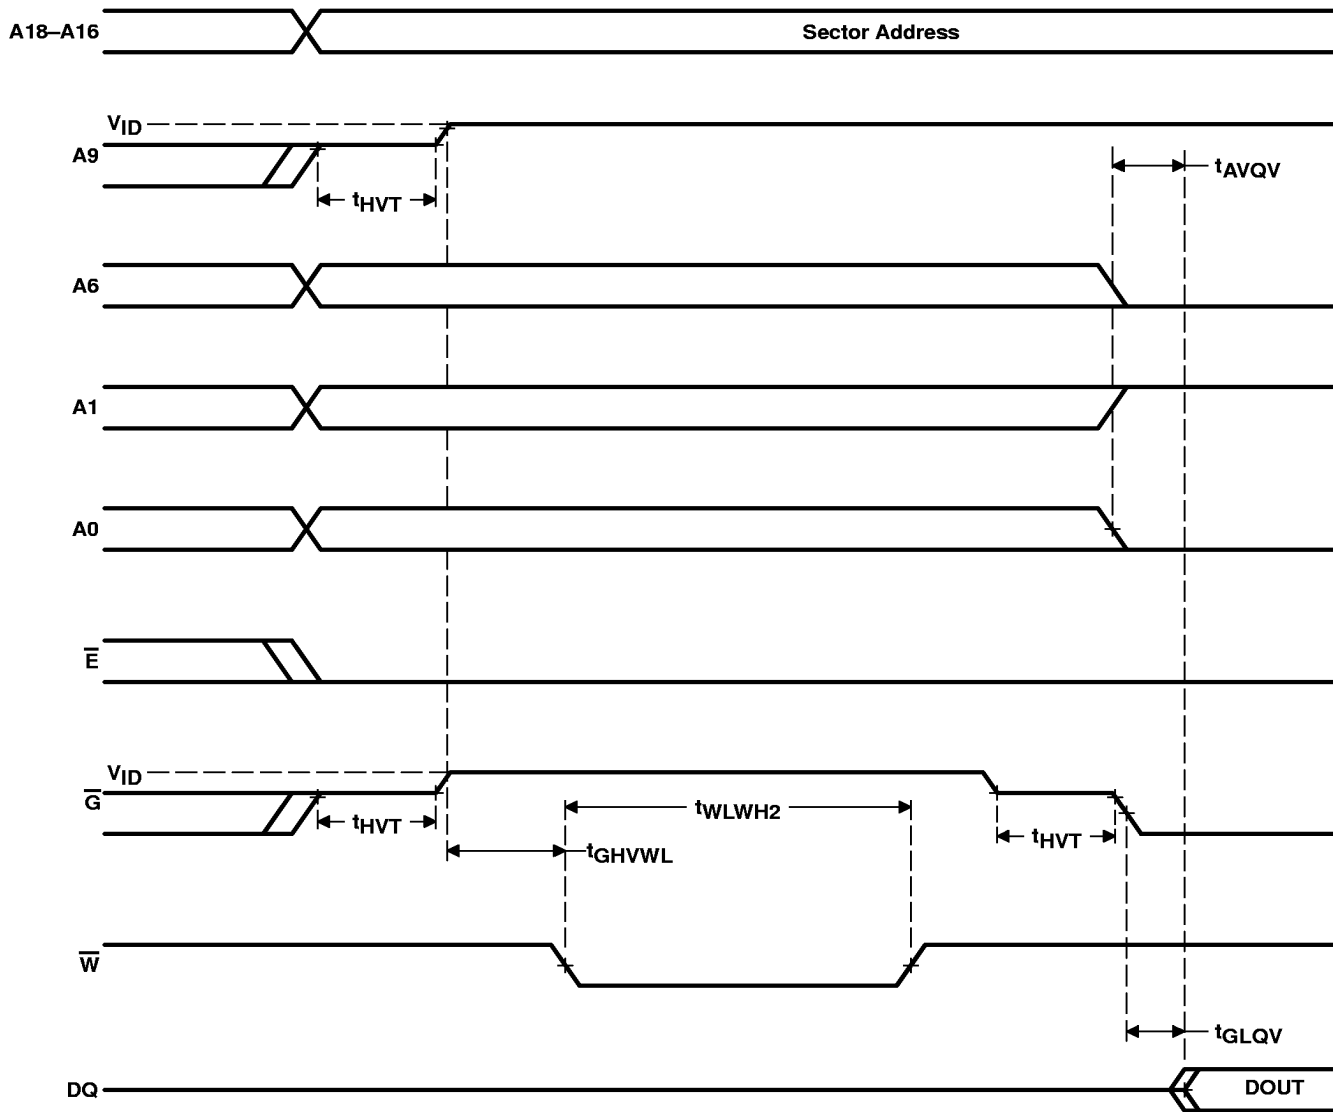 A18–A16 Sector Address
VID
A9 tAVQV
tHVT
A6
A1
A0
E̅
VID
G̅ tWLWH2
tHVT tHVT
tGHVWL
W̅
tGLQV
DQ DOUT